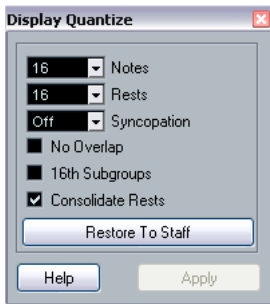 Display Quantize
16 Notes
16 Rests
Off Syncopation
No Overlap
16th Subgroups
Consolidate Rests
Restore To Staff
Help Apply